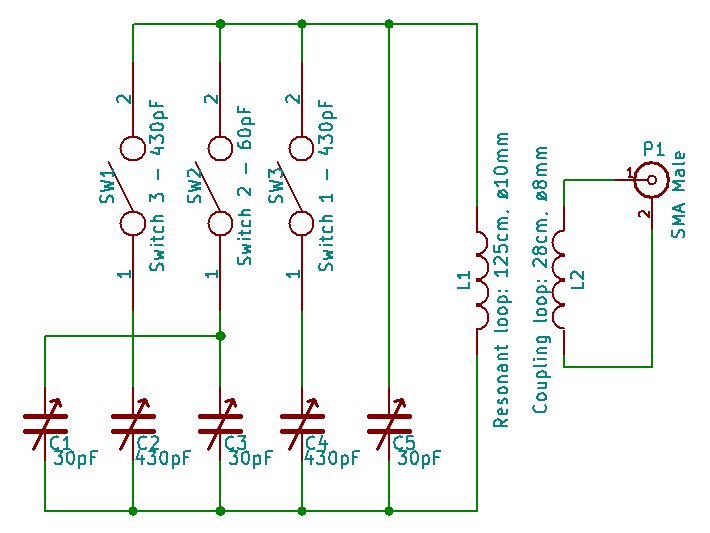 2
2
2
SW1
Switch 3 - 430pF
SW2
Switch 2 - 60pF
SW3
Switch 1 - 430pF
1
1
1
L1
Resonant loop: 125cm. ø10mm
Coupling loop: 28cm. ø8mm
L2
P1
1
2
SMA Male
C1
30pF
C2
430pF
C3
30pF
C4
430pF
C5
30pF